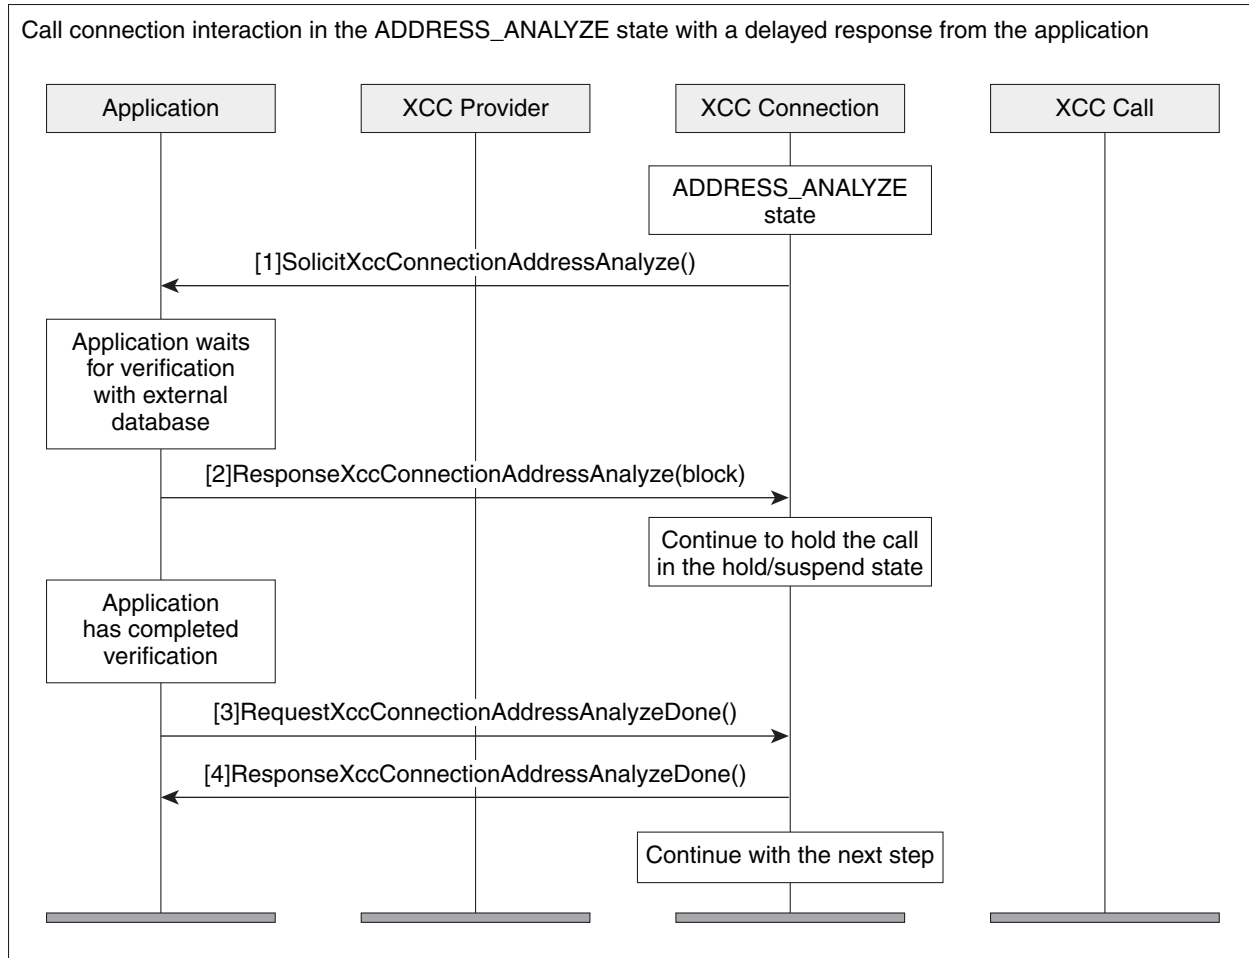 Call connection interaction in the ADDRESS_ANALYZE state with a delayed response from the application
Application
XCC Provider
XCC Connection
XCC Call
ADDRESS_ANALYZE
state
[1]SolicitXccConnectionAddressAnalyze()
Application waits
for verification
with external
database
[2]ResponseXccConnectionAddressAnalyze(block)
Continue to hold the call
in the hold/suspend state
Application
has completed
verification
[3]RequestXccConnectionAddressAnalyzeDone()
[4]ResponseXccConnectionAddressAnalyzeDone()
Continue with the next step